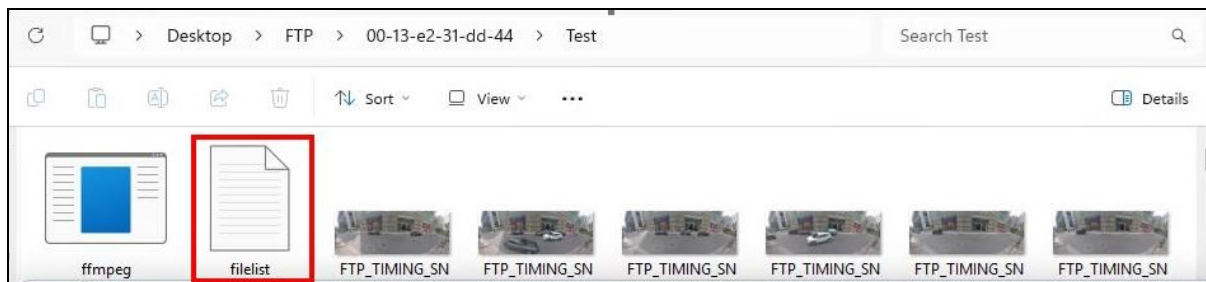 Desktop > FTP > 00-13-e2-31-dd-44 > Test Search Test
Sort View ... Details
ffmpeg filelist FTP_TIMING_SN FTP_TIMING_SN FTP_TIMING_SN FTP_TIMING_SN FTP_TIMING_SN FTP_TIMING_SN